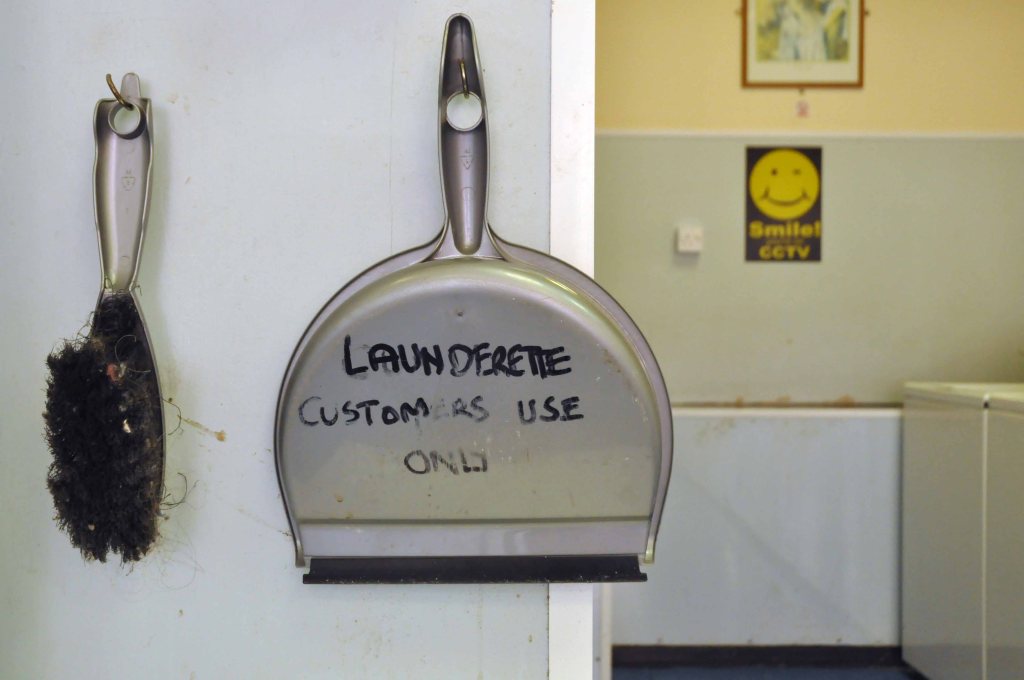 LAUNDERETTE
CUSTOMERS USE
ONLY
Smile!
CCTV